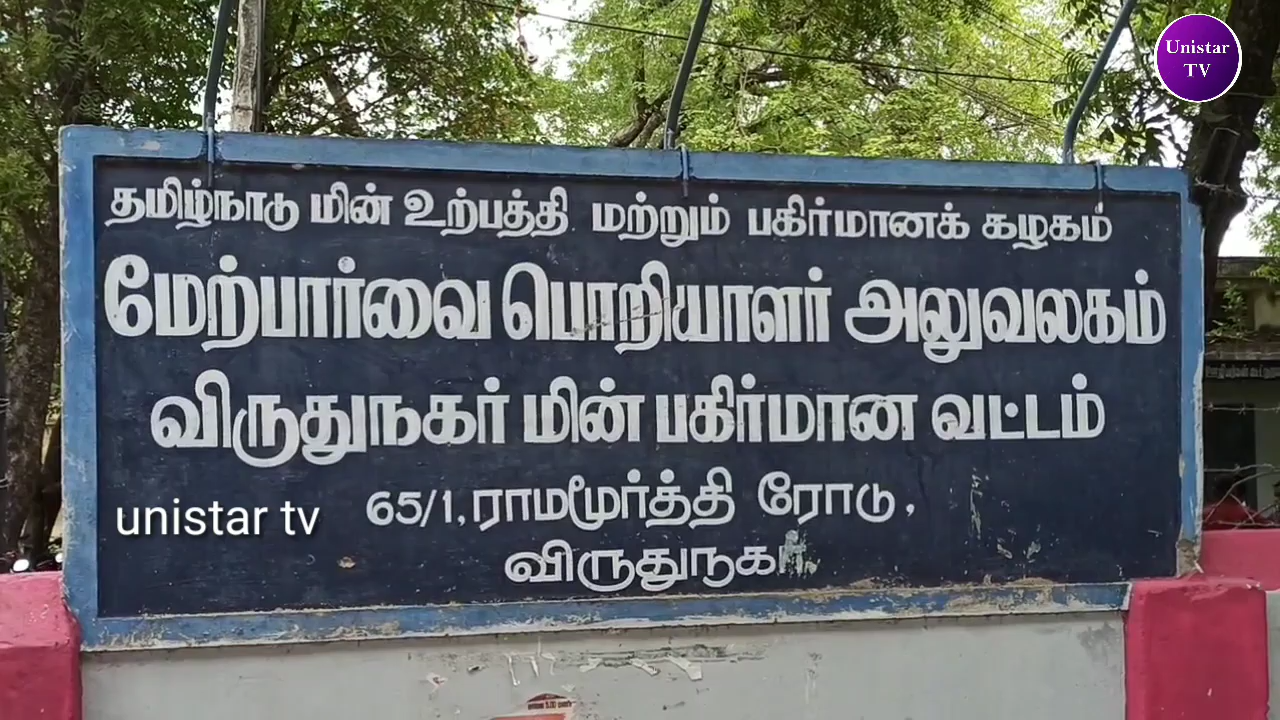 Unistar
TV
தமிழ்நாடு மின் உற்பத்தி மற்றும் பகிர்மானக் கழகம்
மேற்பார்வை பொறியாளர் அலுவலகம்
விருதுநகர் மின் பகிர்மான வட்டம்
unistar tv
65/1, ராமமூர்த்தி ரோடு,
விருதுநகர்